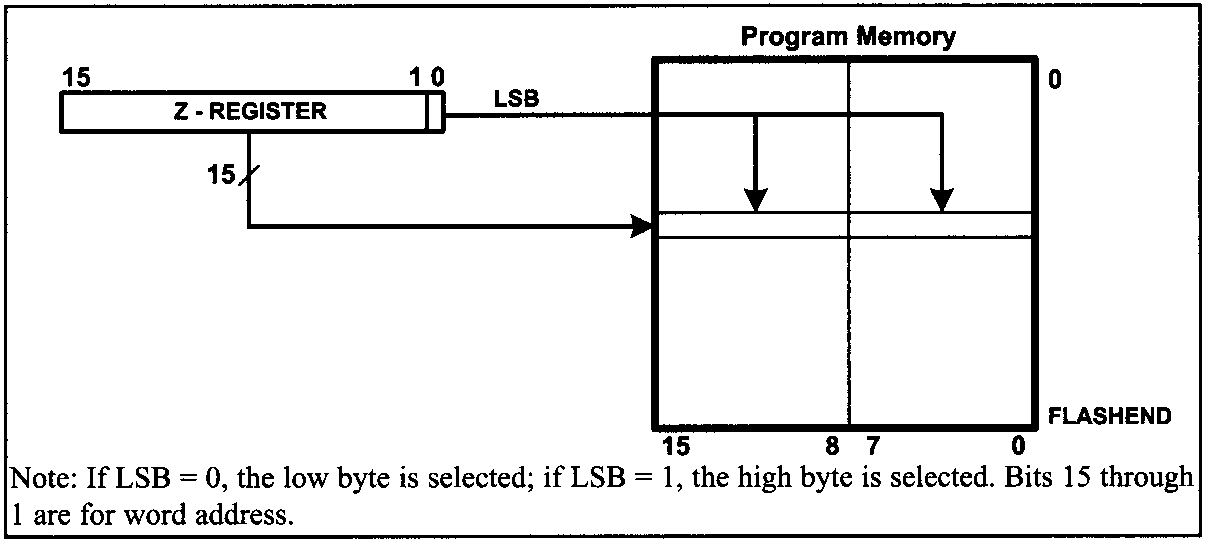 Program Memory
15 1 0
0
Z - REGISTER
LSB
15
FLASHEND
15 8 7 0
Note: If LSB = 0, the low byte is selected; if LSB = 1, the high byte is selected. Bits 15 through
1 are for word address.